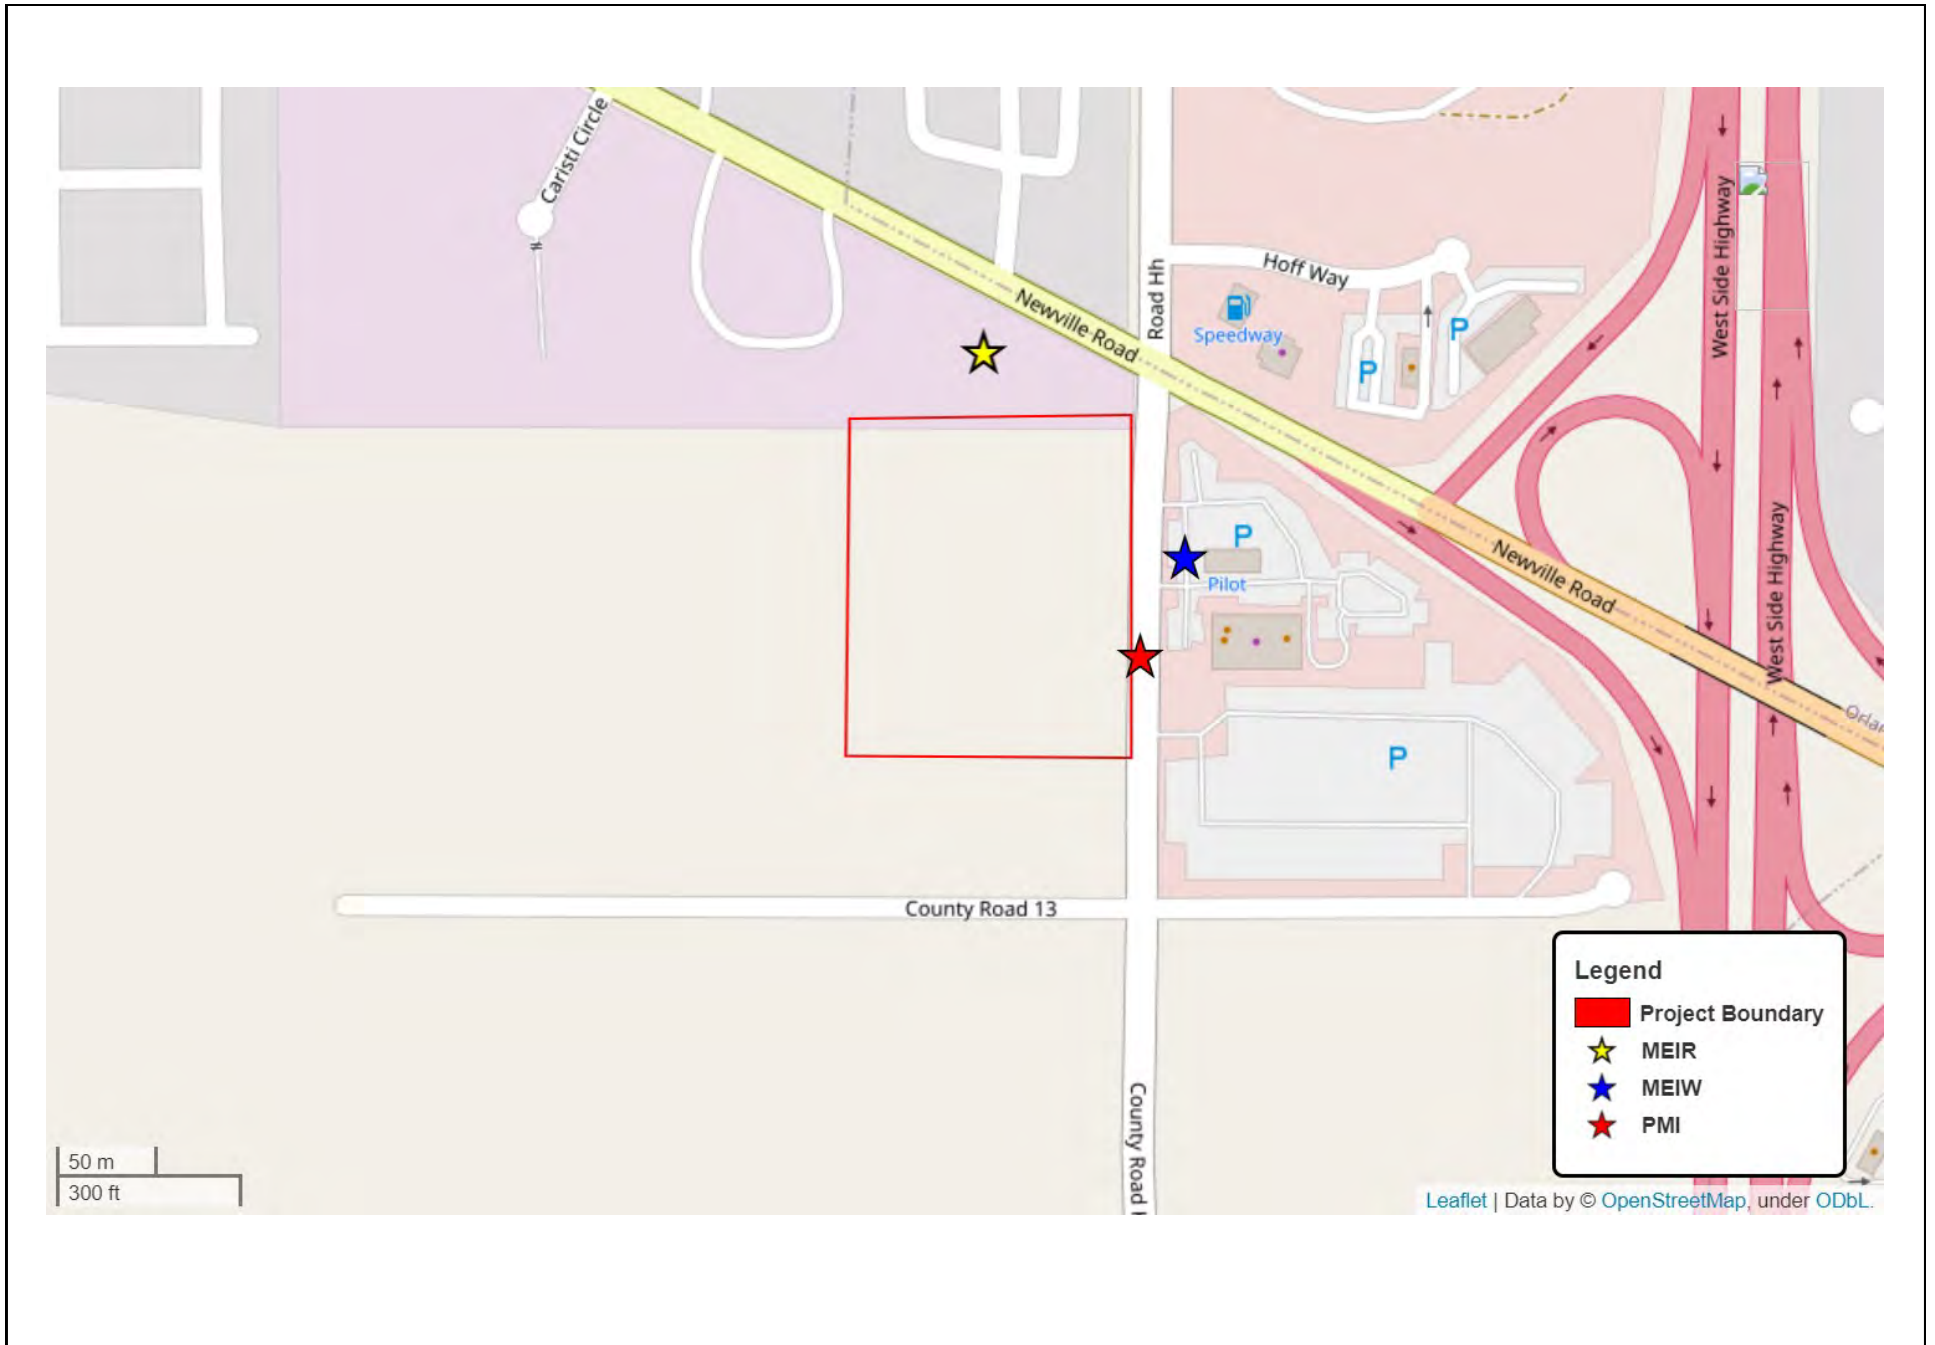 Caristi Circle
Newville Road
Road Hh
Hoff Way
Speedway
P
P
West Side Highway
P
Pilot
Newville Road
West Side Highway
P
County Road 13
County Road
Legend
Project Boundary
MEIR
MEIW
PMI
50 m
300 ft
Leaflet | Data by © OpenStreetMap, under ODbL.